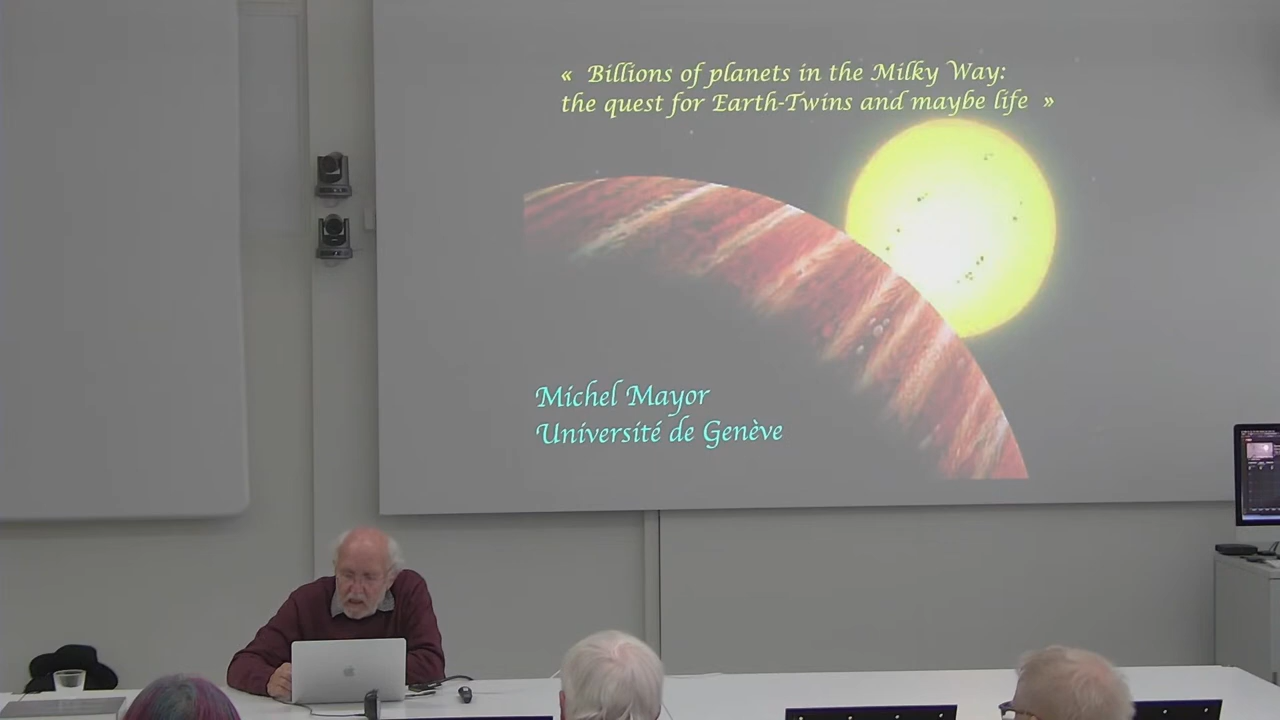 « Billions of planets in the Milky Way:
the quest for Earth-Twins and maybe life »
Michel Mayor
Université de Genève